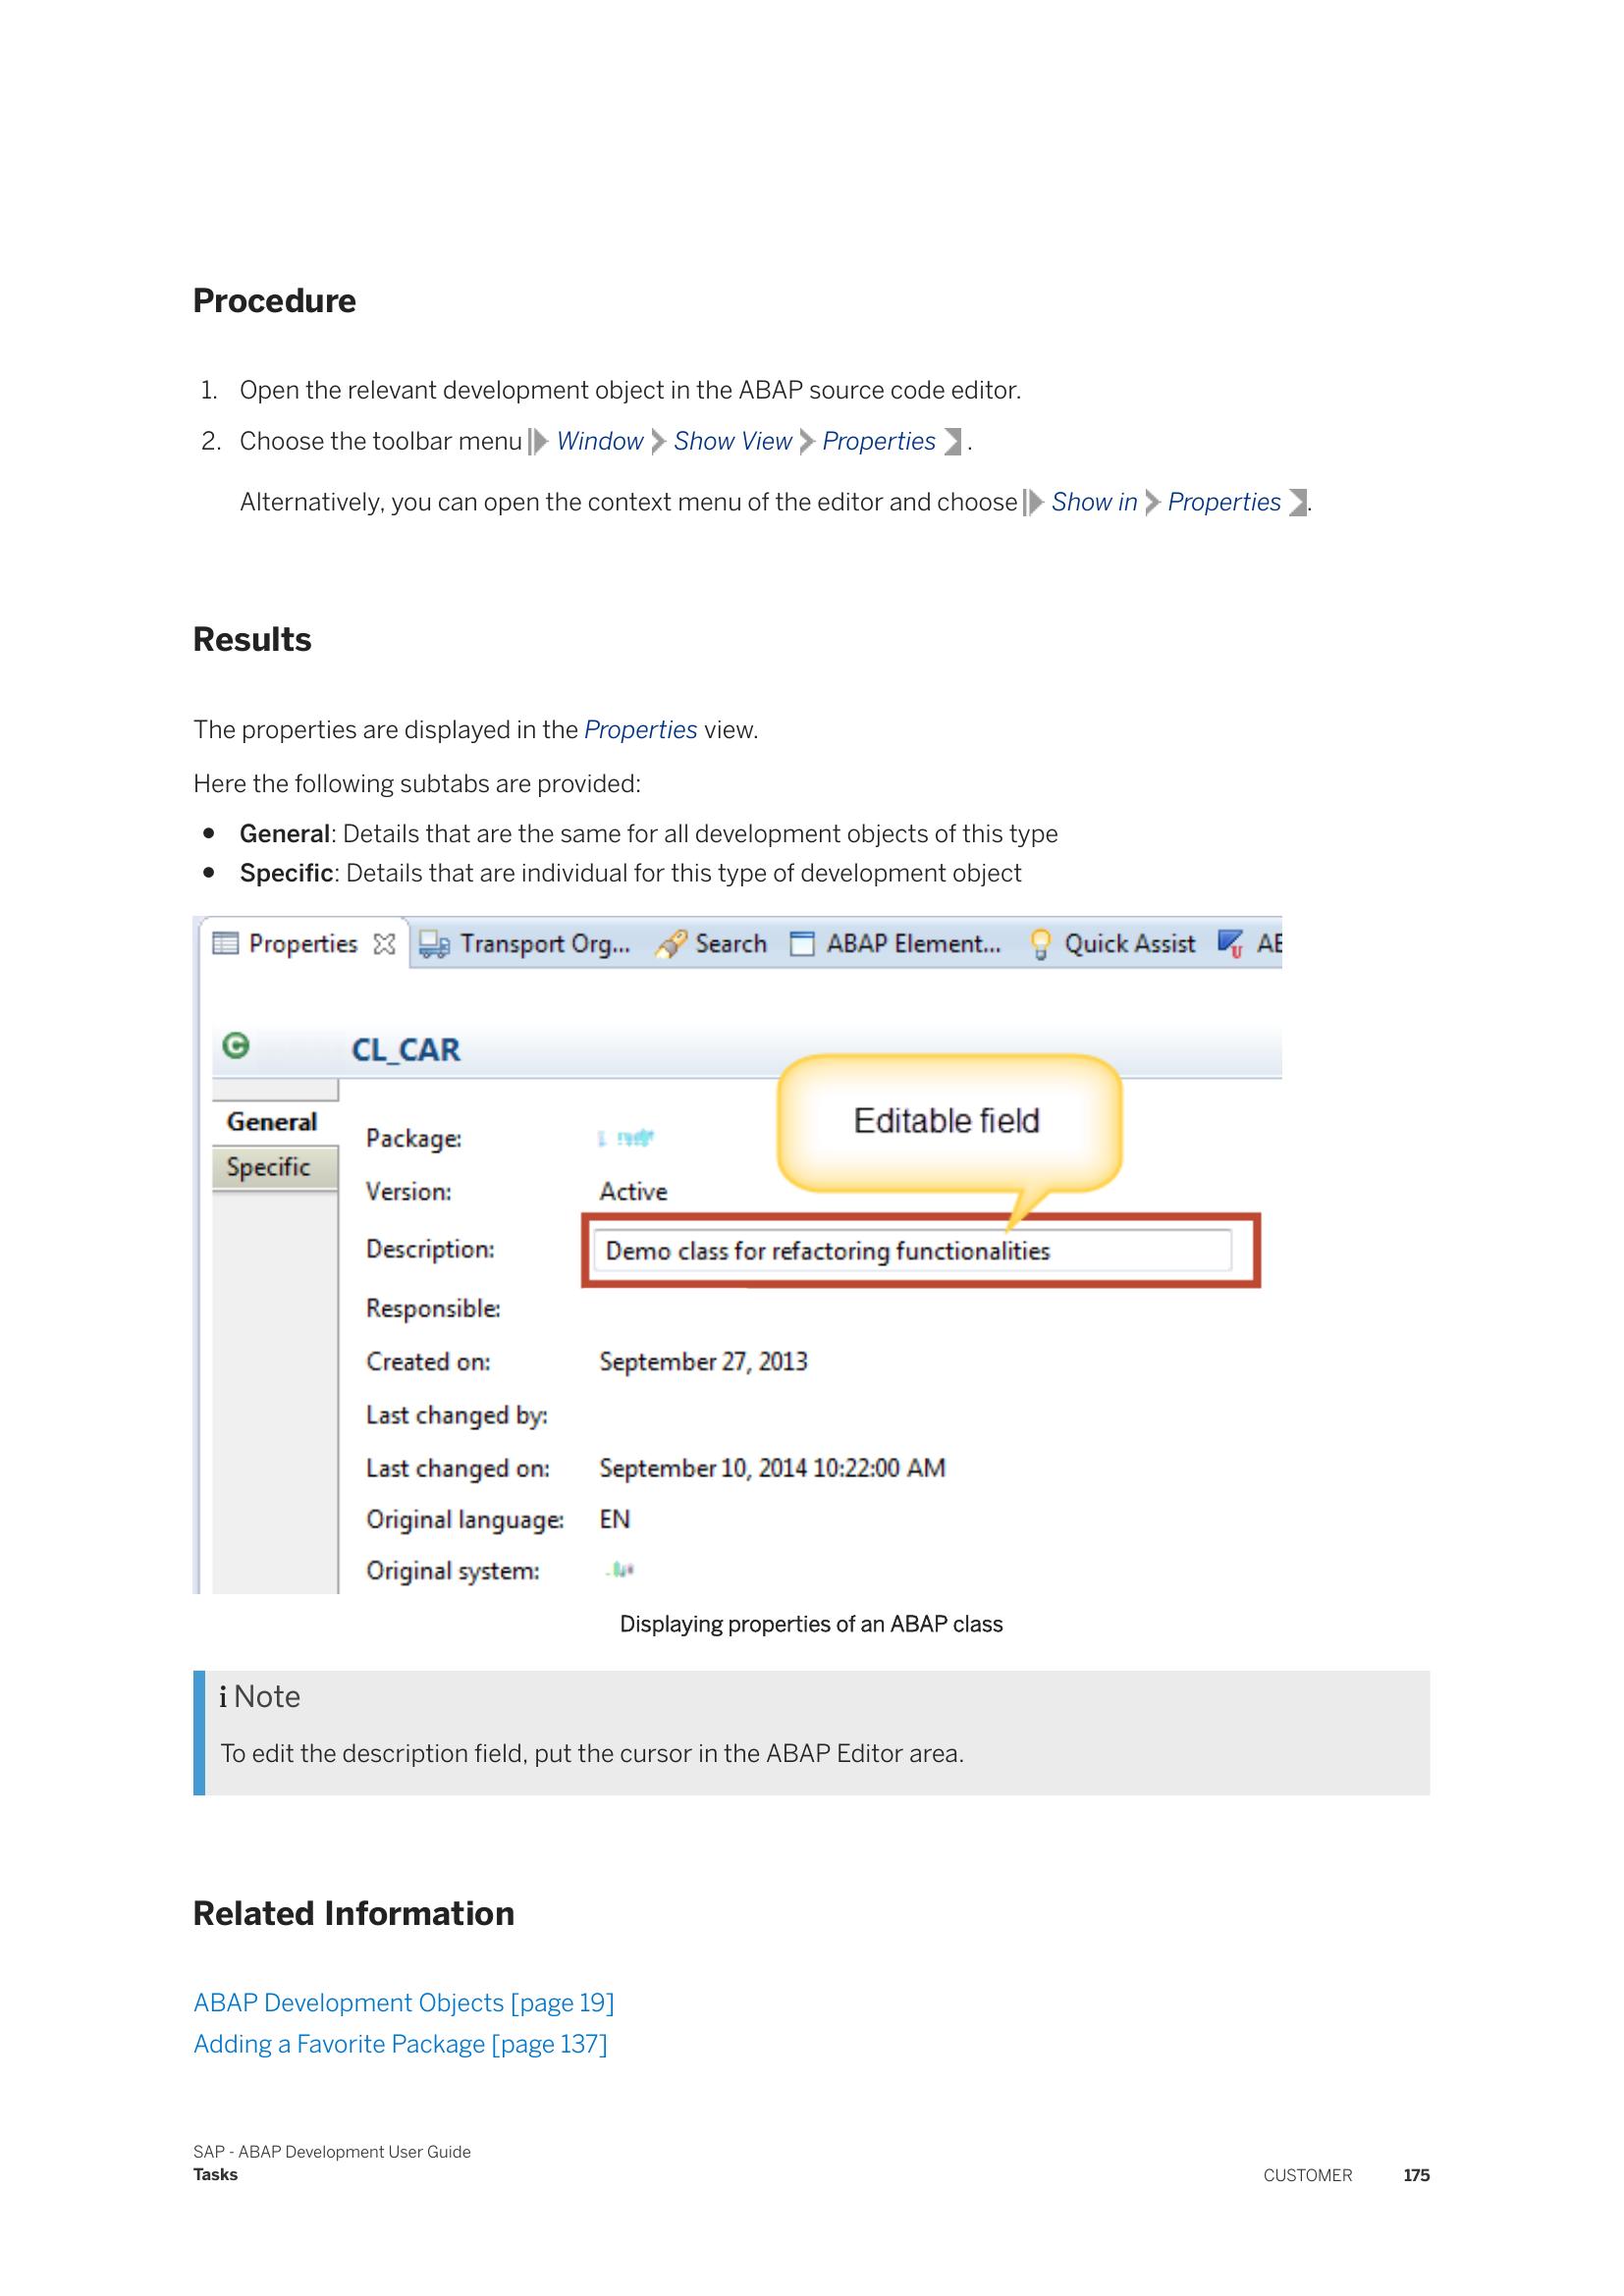 Procedure
1. Open the relevant development object in the ABAP source code editor.
2. Choose the toolbar menu Window Show View Properties .
Alternatively, you can open the context menu of the editor and choose Show in Properties .
Results
The properties are displayed in the Properties view.
Here the following subtabs are provided:
• General: Details that are the same for all development objects of this type
• Specific: Details that are individual for this type of development object
Properties Transport Org... Search ABAP Element... Quick Assist
CL_CAR
Editable field
General
Specific
Package:
Version: Active
Description: Demo class for refactoring functionalities
Responsible:
Created on: September 27, 2013
Last changed by:
Last changed on: September 10, 2014 10:22:00 AM
Original language: EN
Original system:
Displaying properties of an ABAP class
i Note
To edit the description field, put the cursor in the ABAP Editor area.
Related Information
ABAP Development Objects [page 19]
Adding a Favorite Package [page 137]
SAP - ABAP Development User Guide
Tasks
CUSTOMER 175